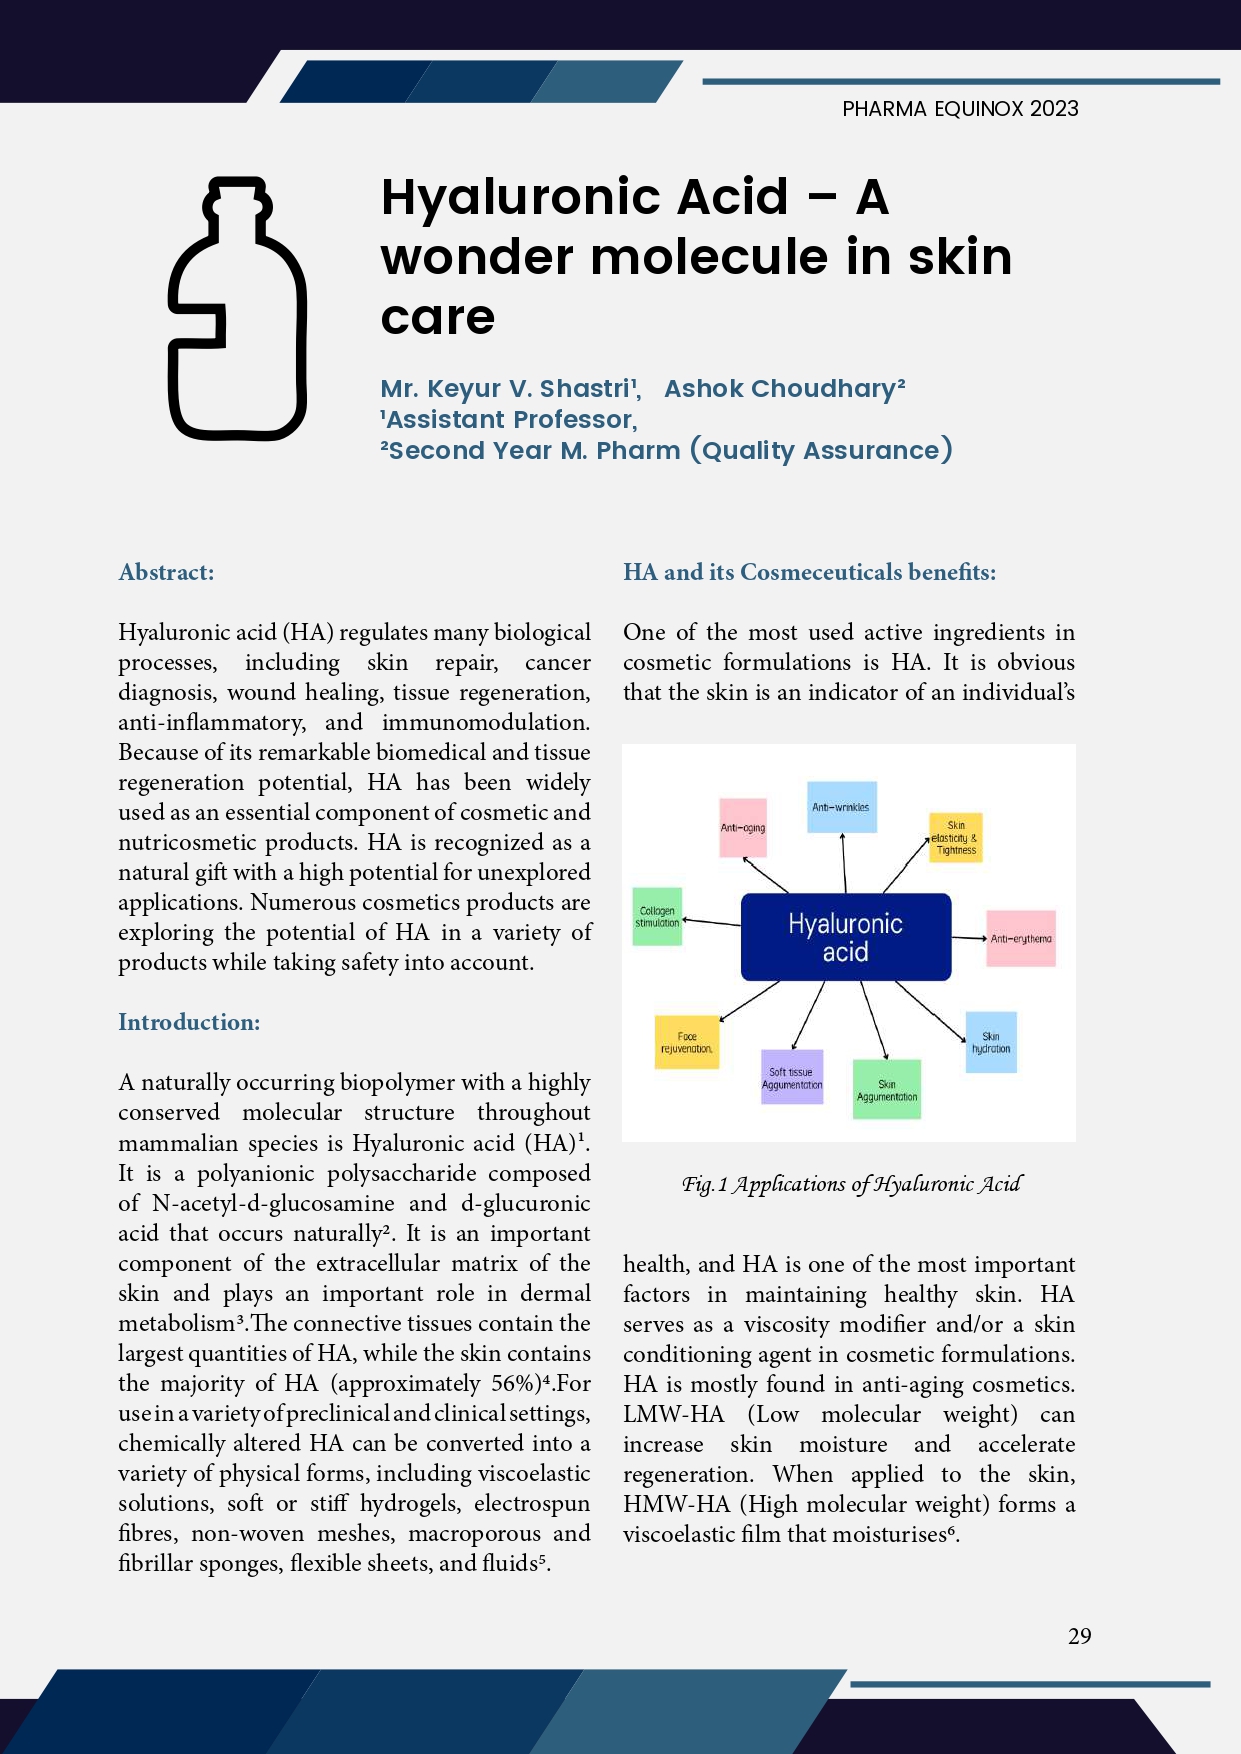 PHARMA EQUINOX 2023
Hyaluronic Acid – A
wonder molecule in skin
care
Mr. Keyur V. Shastri¹, Ashok Choudhary²
¹Assistant Professor,
²Second Year M. Pharm (Quality Assurance)
Abstract:
Hyaluronic acid (HA) regulates many biological
processes, including skin repair, cancer
diagnosis, wound healing, tissue regeneration,
anti-inflammatory, and immunomodulation.
Because of its remarkable biomedical and tissue
regeneration potential, HA has been widely
used as an essential component of cosmetic and
nutricosmetic products. HA is recognized as a
natural gift with a high potential for unexplored
applications. Numerous cosmetics products are
exploring the potential of HA in a variety of
products while taking safety into account.
Introduction:
A naturally occurring biopolymer with a highly
conserved molecular structure throughout
mammalian species is Hyaluronic acid (HA)¹.
It is a polyanionic polysaccharide composed
of N-acetyl-d-glucosamine and d-glucuronic
acid that occurs naturally². It is an important
component of the extracellular matrix of the
skin and plays an important role in dermal
metabolism³.The connective tissues contain the
largest quantities of HA, while the skin contains
the majority of HA (approximately 56%)⁴.For
use in a variety of preclinical and clinical settings,
chemically altered HA can be converted into a
variety of physical forms, including viscoelastic
solutions, soft or stiff hydrogels, electrospun
fibres, non-woven meshes, macroporous and
fibrillar sponges, flexible sheets, and fluids⁵.
HA and its Cosmeceuticals benefits:
One of the most used active ingredients in
cosmetic formulations is HA. It is obvious
that the skin is an indicator of an individual’s
Anti-wrinkles
Anti-aging
Skin
elasticity &
Tightness
Collagen
stimulation
Hyaluronic
acid
Anti-erythema
Face
rejuvenation.
Skin
hydration
Soft tissue
Aggumentation
Skin
Aggumentation
Fig.1 Applications of Hyaluronic Acid
health, and HA is one of the most important
factors in maintaining healthy skin. HA
serves as a viscosity modifier and/or a skin
conditioning agent in cosmetic formulations.
HA is mostly found in anti-aging cosmetics.
LMW-HA (Low molecular weight) can
increase skin moisture and accelerate
regeneration. When applied to the skin,
HMW-HA (High molecular weight) forms a
viscoelastic film that moisturises⁶.
29